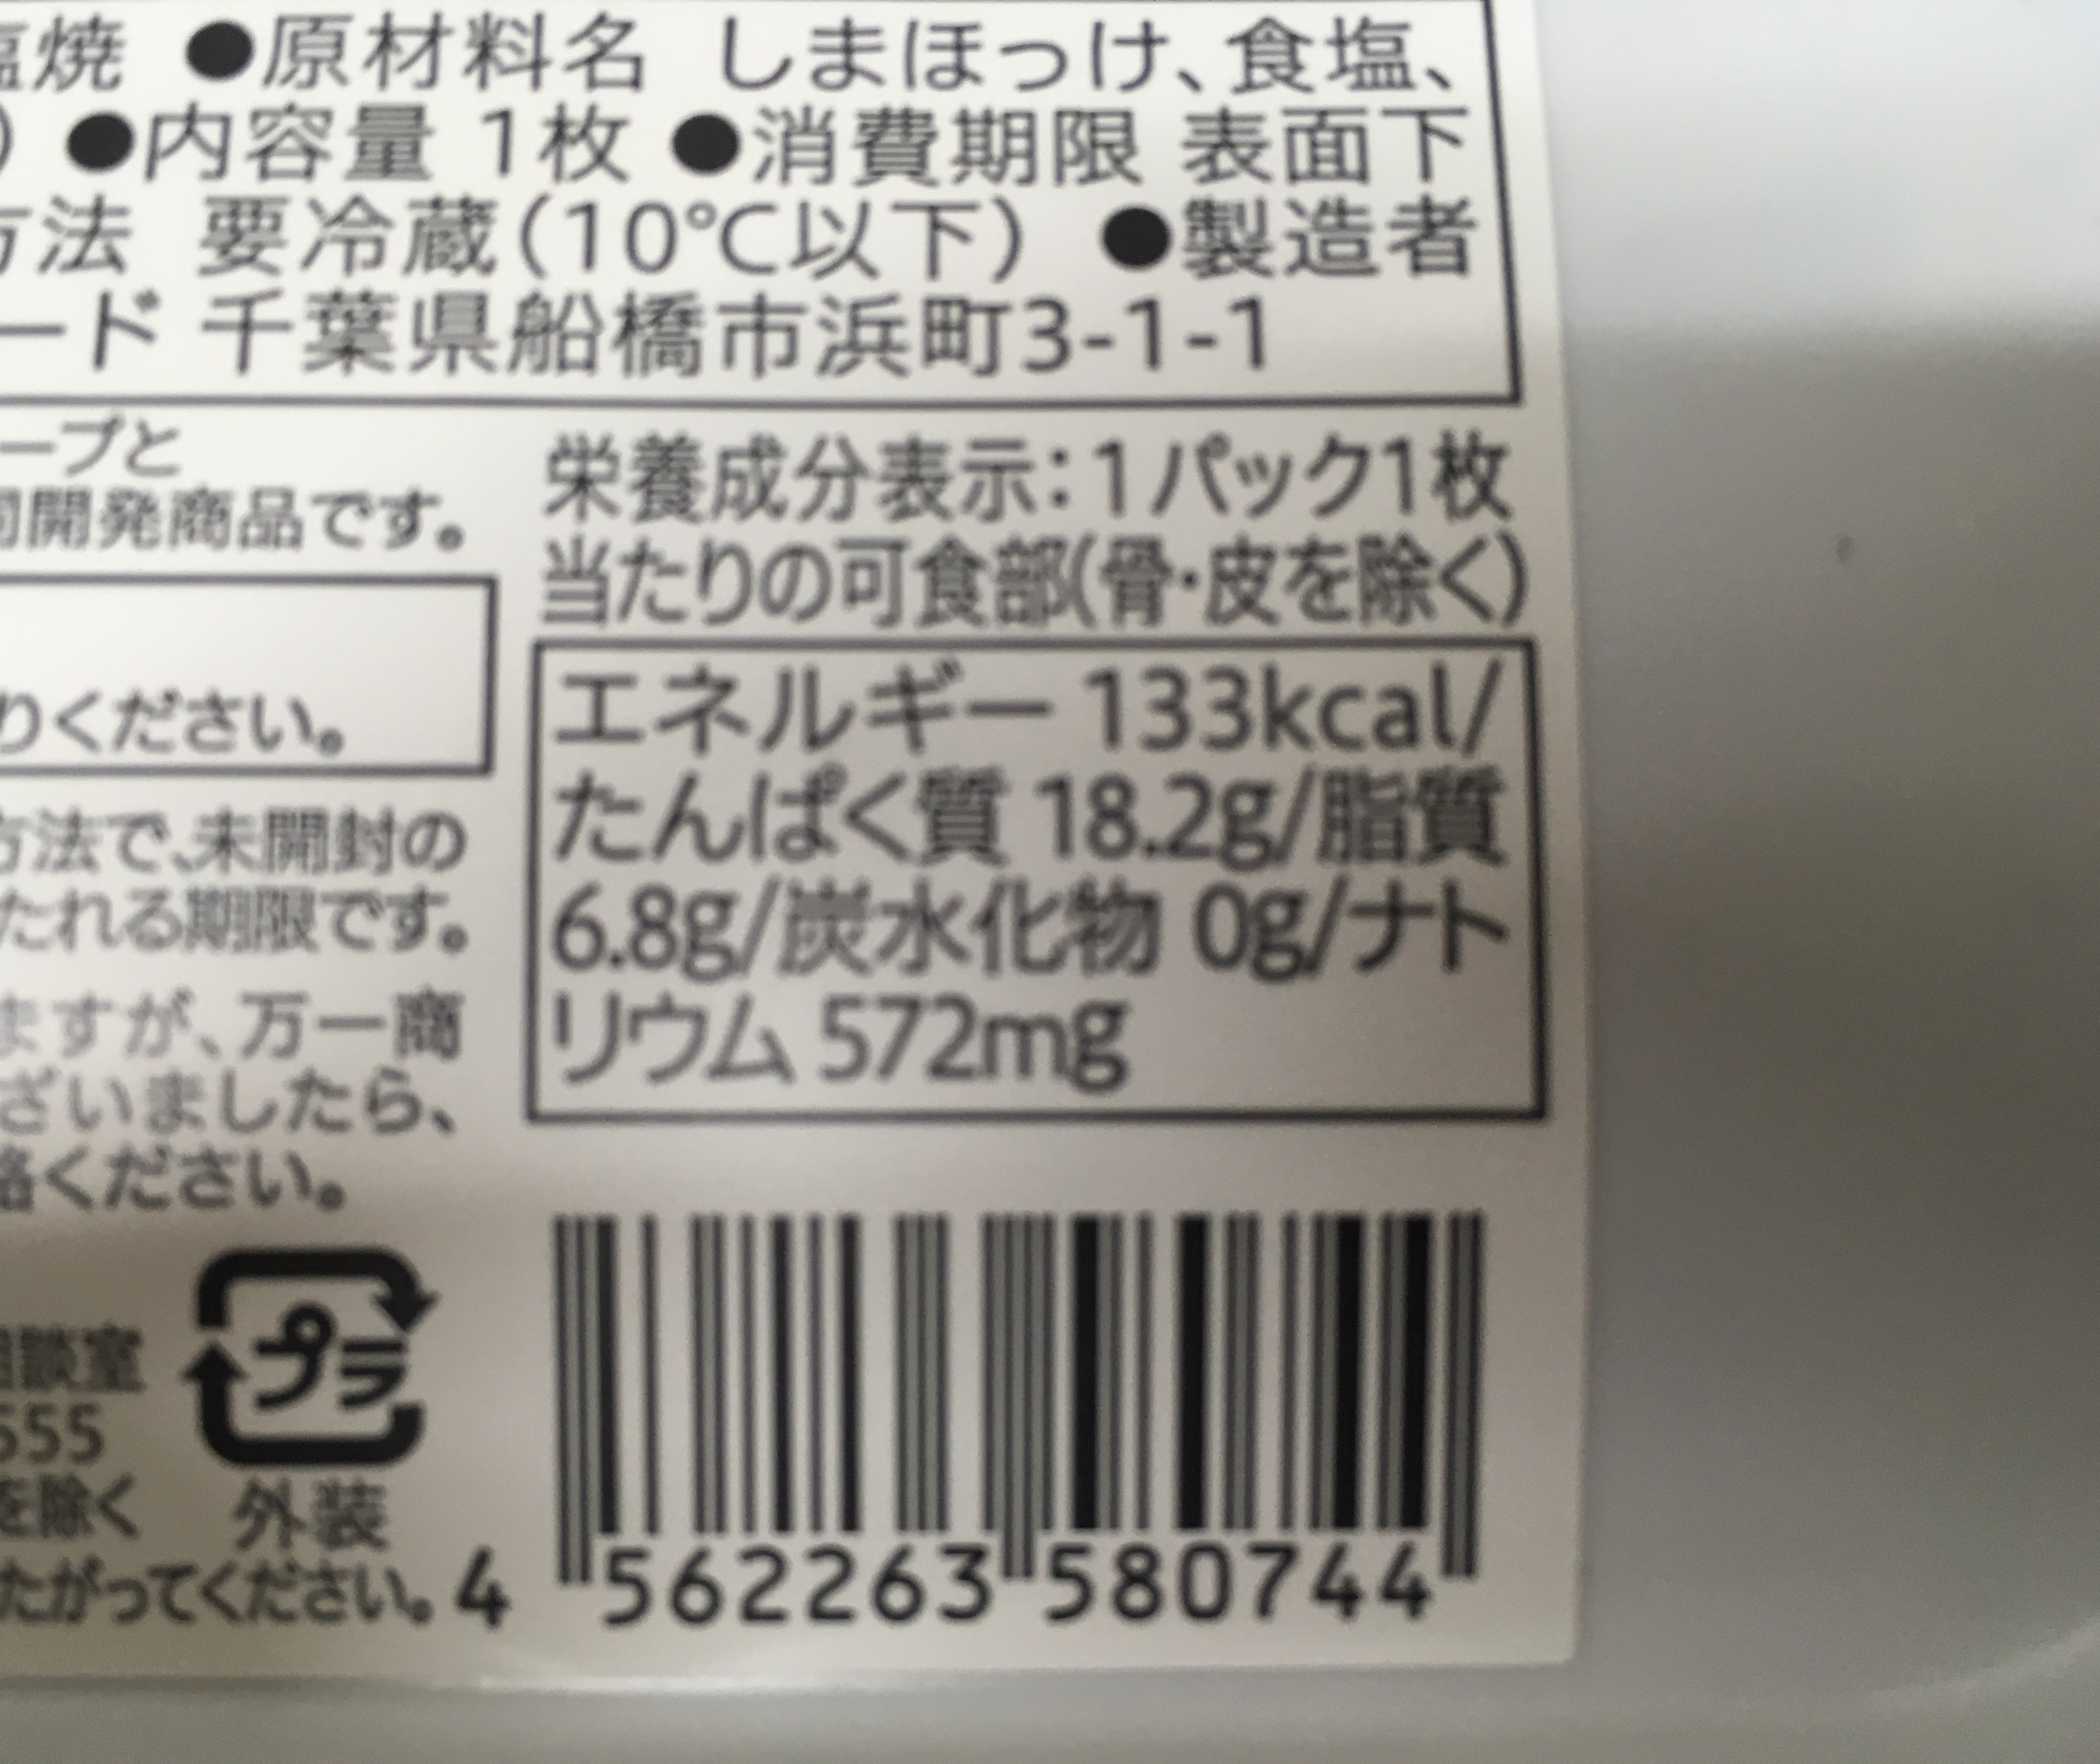 塩焼 ●原材料名 しまほっけ、食塩、
) ●内容量 1枚 ●消費期限 表面下
方法 要冷蔵(10℃以下) ●製造者
ード 千葉県船橋市浜町3-1-1
ープと
同開発商品です。
りください。
方法で、未開封の
たれる期限です。
ますが、万一商
ざいましたら、
絡ください。
相談室
555
を除く
たがってください。
プラ
外装
栄養成分表示:1パック1枚
当たりの可食部(骨・皮を除く)
エネルギー 133kcal/
たんぱく質 18.2g/脂質
6.8g/炭水化物 0g/ナト
リウム 572mg
4 562263 580744